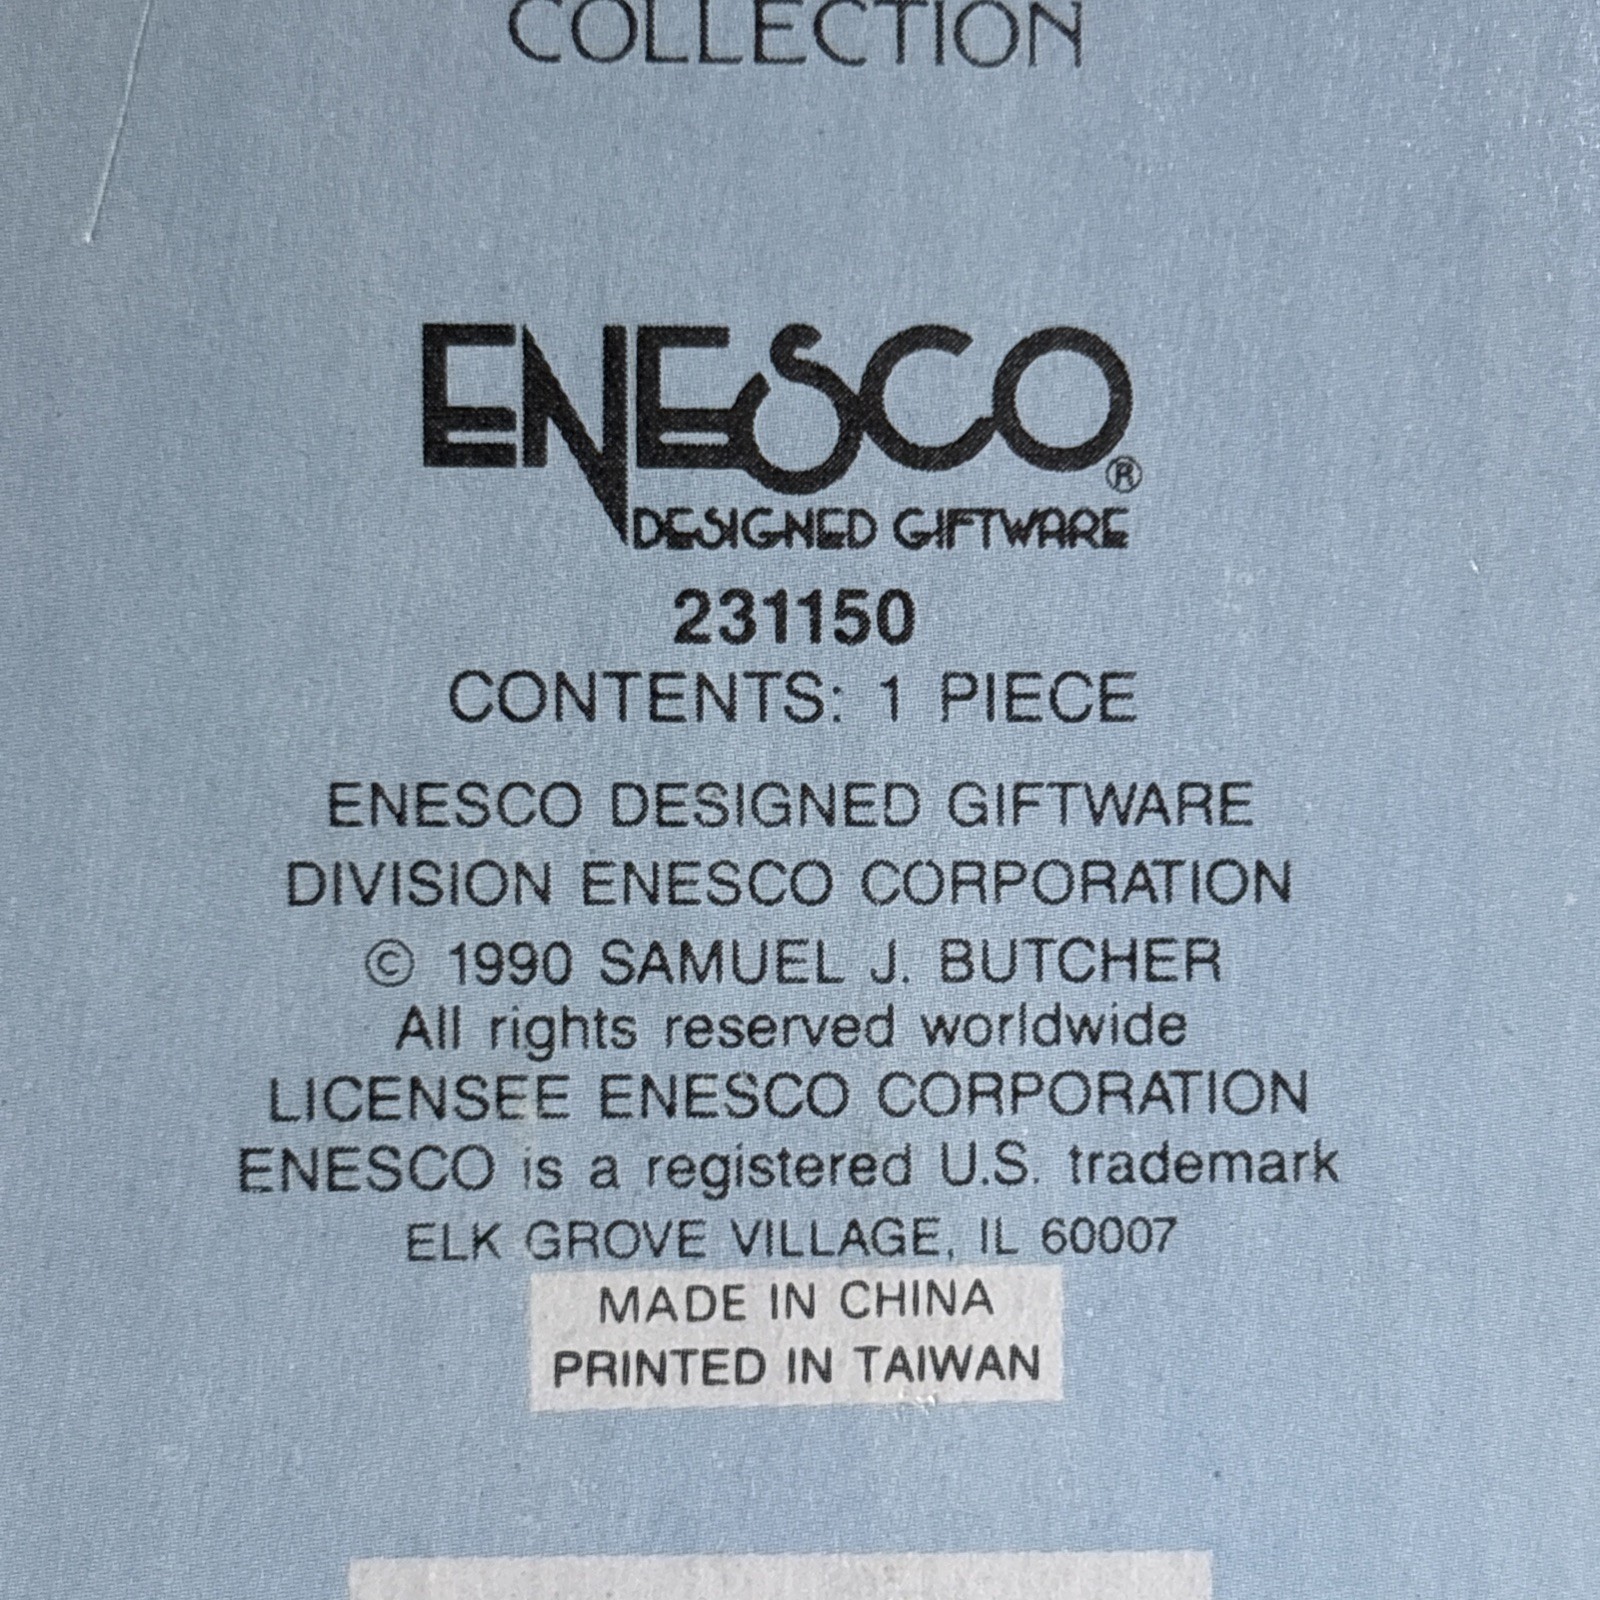 COLLECTION
ENESCO®
DESIGNED GIFTWARE
231150
CONTENTS: 1 PIECE
ENESCO DESIGNED GIFTWARE
DIVISION ENESCO CORPORATION
© 1990 SAMUEL J. BUTCHER
All rights reserved worldwide
LICENSEE ENESCO CORPORATION
ENESCO is a registered U.S. trademark
ELK GROVE VILLAGE, IL 60007
MADE IN CHINA
PRINTED IN TAIWAN